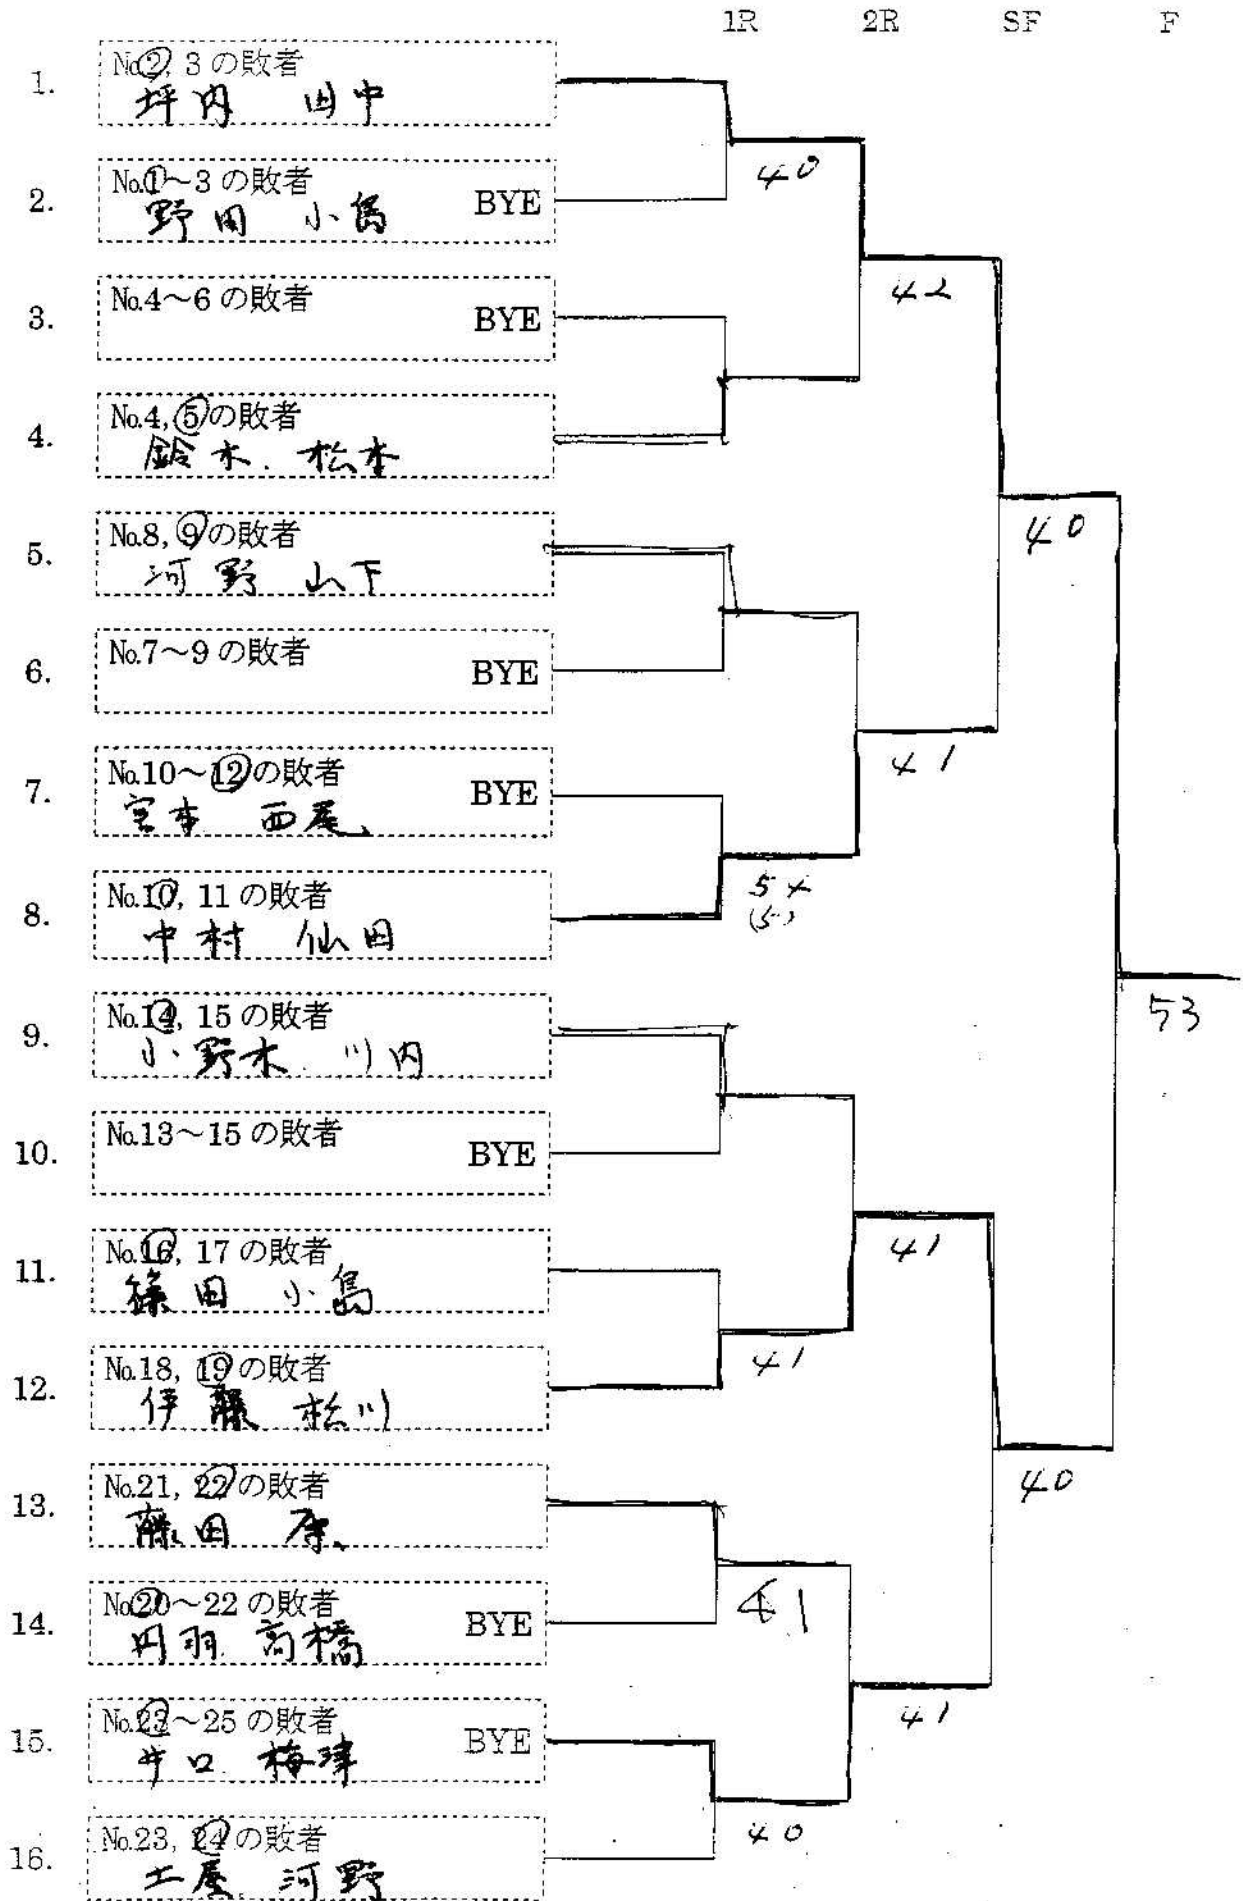 1R 2R SF F
1.
No.2, 3 の敗者
坪内 田中
40
2.
No.1～3 の敗者
野田 小島 BYE
42
3.
No.4～6 の敗者
BYE
4.
No.4, 5の敗者
鈴木. 松本
40
5.
No.8, 9の敗者
河野 山下
6.
No.7～9 の敗者
BYE
41
7.
No.10～12の敗者
宮本 西尾 BYE
5 4
(5)
8.
No.10, 11 の敗者
中村 仙田
53
9.
No.14, 15 の敗者
小野木 川内
10.
No.13～15 の敗者
BYE
41
11.
No.16, 17 の敗者
篠田 小島
41
12.
No.18, 19 の敗者
伊藤 松川
40
13.
No.21, 22の敗者
藤田 原
41
14.
No.20～22 の敗者
丹羽 高橋 BYE
41
15.
No.23～25 の敗者
井口 梅津 BYE
40
16.
No.23, 24の敗者
土屋 河野